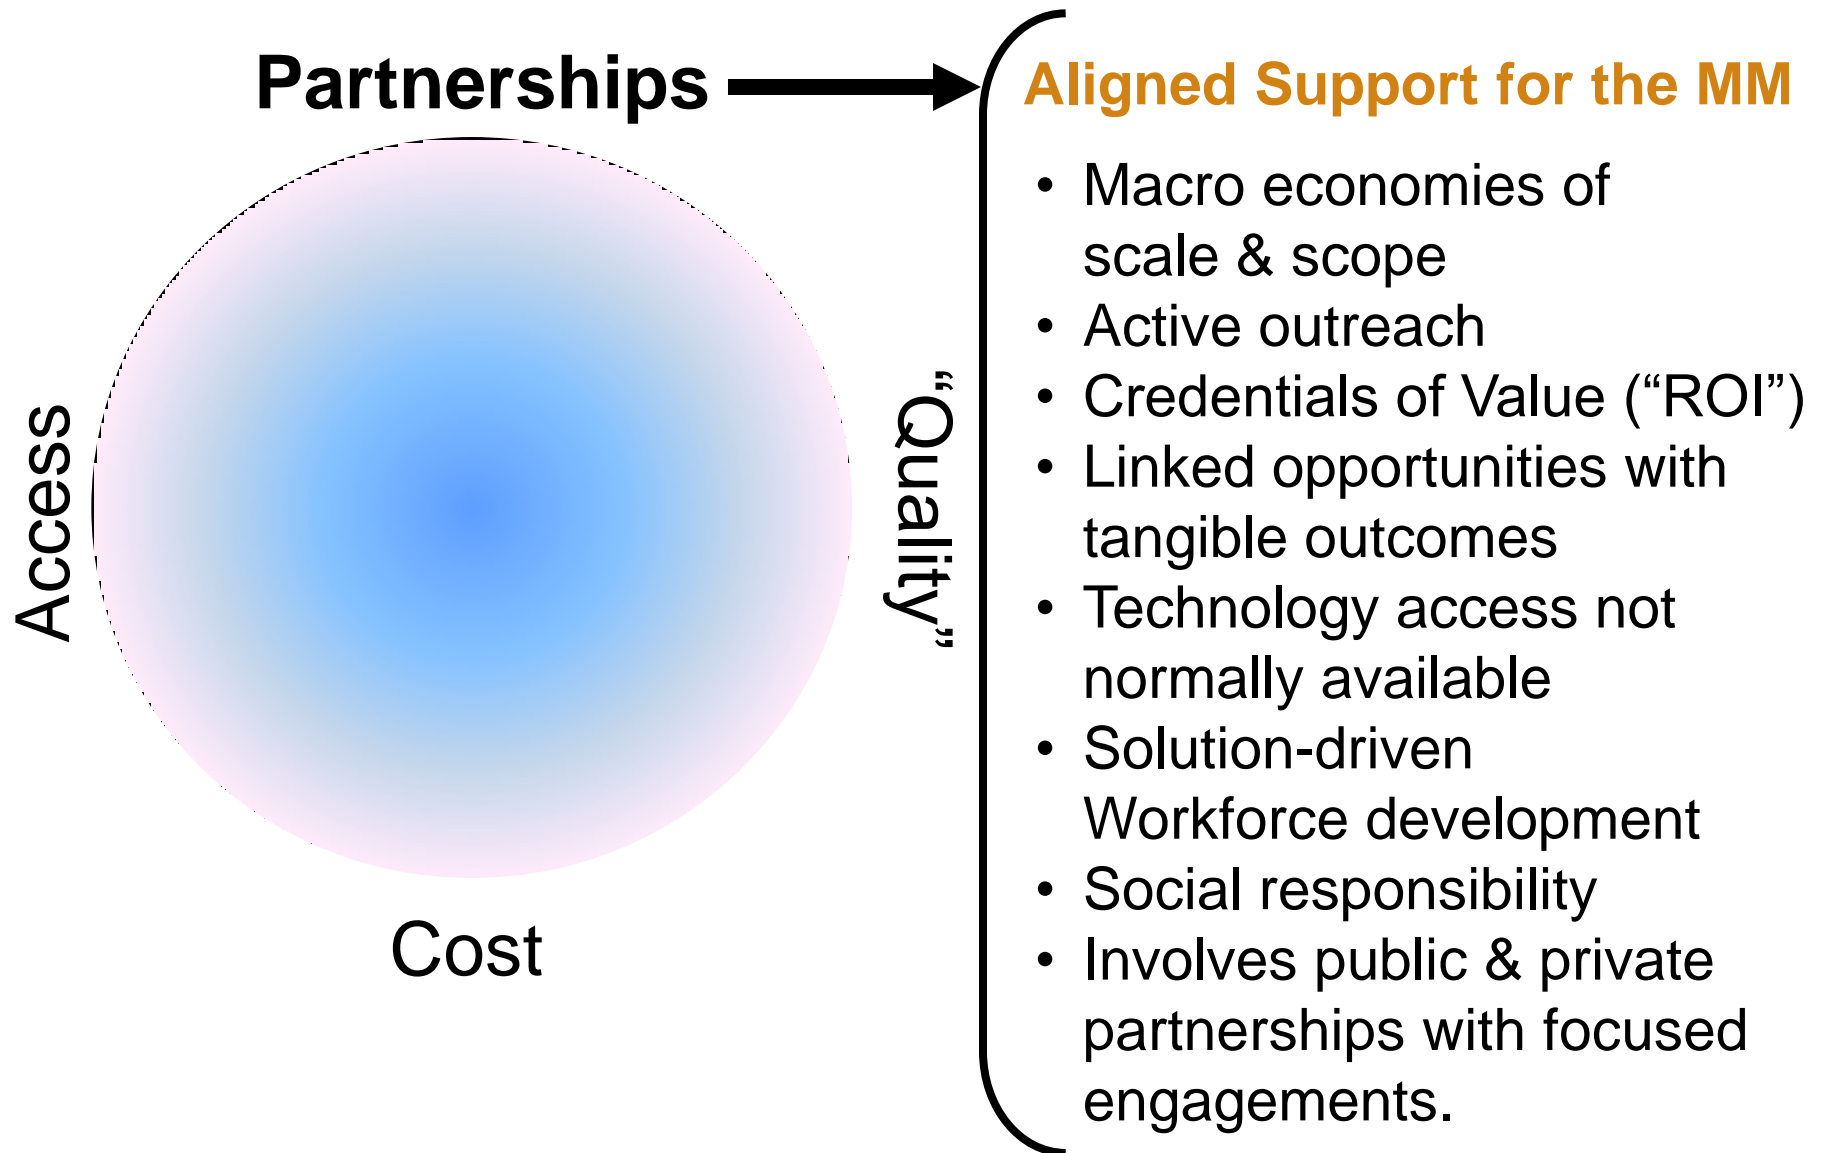 Partnerships
Access
“Quality”
Cost
Aligned Support for the MM
• Macro economies of
scale & scope
• Active outreach
• Credentials of Value (“ROI”)
• Linked opportunities with
tangible outcomes
• Technology access not
normally available
• Solution-driven
Workforce development
• Social responsibility
• Involves public & private
partnerships with focused
engagements.